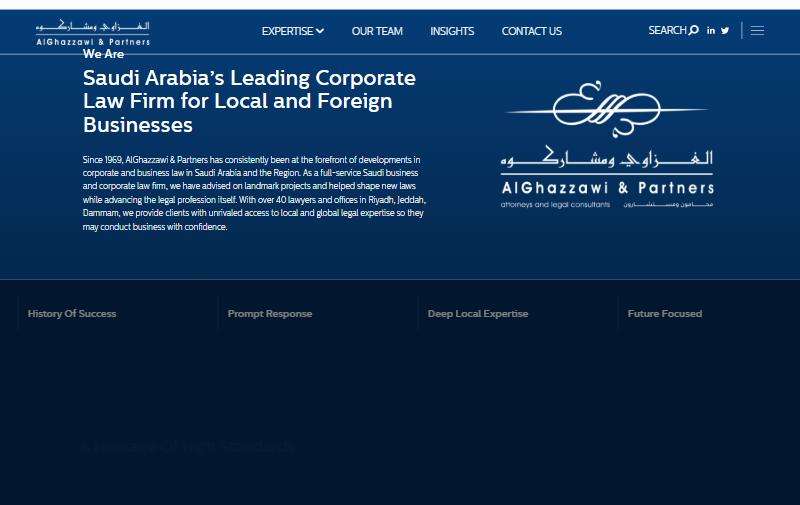 الغـزاوي ومشـاركـوه
AlGhazzawi & Partners
EXPERTISE
OUR TEAM
INSIGHTS
CONTACT US
SEARCH
in
We Are
Saudi Arabia’s Leading Corporate
Law Firm for Local and Foreign
Businesses
Since 1969, AlGhazzawi & Partners has consistently been at the forefront of developments in
corporate and business law in Saudi Arabia and the Region. As a full-service Saudi business
and corporate law firm, we have advised on landmark projects and helped shape new laws
while advancing the legal profession itself. With over 40 lawyers and offices in Riyadh, Jeddah,
Dammam, we provide clients with unrivaled access to local and global legal expertise so they
may conduct business with confidence.
الغـزاوي ومشـاركـوه
AlGhazzawi & Partners
attorneys and legal consultants محـامـون ومسـتـشـارون
History Of Success
Prompt Response
Deep Local Expertise
Future Focused